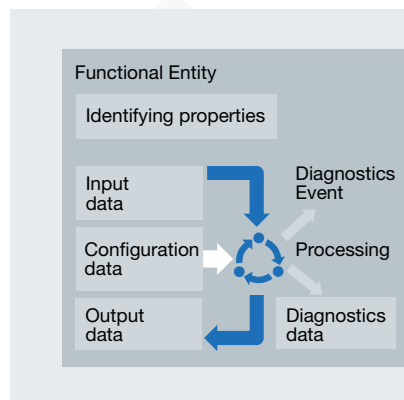 Functional Entity
Identifying properties
Input
data
Diagnostics
Event
Configuration
data
Processing
Output
data
Diagnostics
data